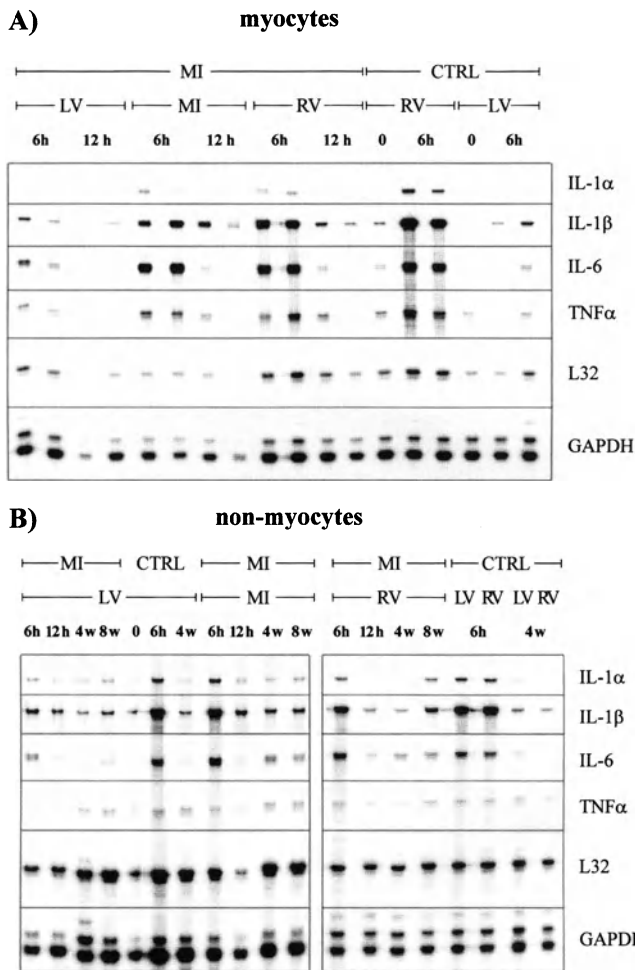 A) myocytes
MI CTRL
LV MI RV RV LV
6h 12 h 6h 12 h 6h 12 h 0 6h 0 6h
IL-1α
IL-1β
IL-6
TNFα
L32
GAPDH
B) non-myocytes
MI CTRL MI MI CTRL
LV MI RV LV RV LV RV
6h 12h 4w 8w 0 6h 4w 6h 12h 4w 8w 6h 12h 4w 8w 6h 4w
IL-1α
IL-1β
IL-6
TNFα
L32
GAPDH